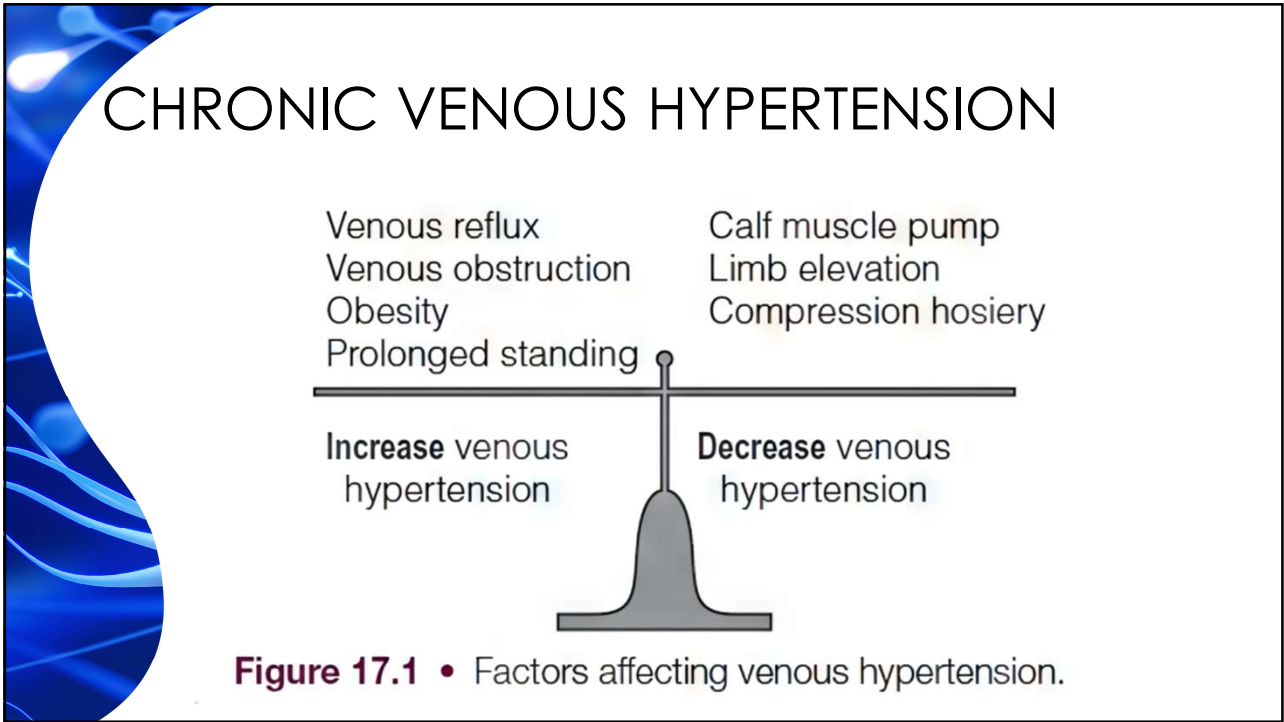 CHRONIC VENOUS HYPERTENSION
Venous reflux
Venous obstruction
Obesity
Prolonged standing
Calf muscle pump
Limb elevation
Compression hosiery
Increase venous
hypertension
Decrease venous
hypertension
Figure 17.1 • Factors affecting venous hypertension.